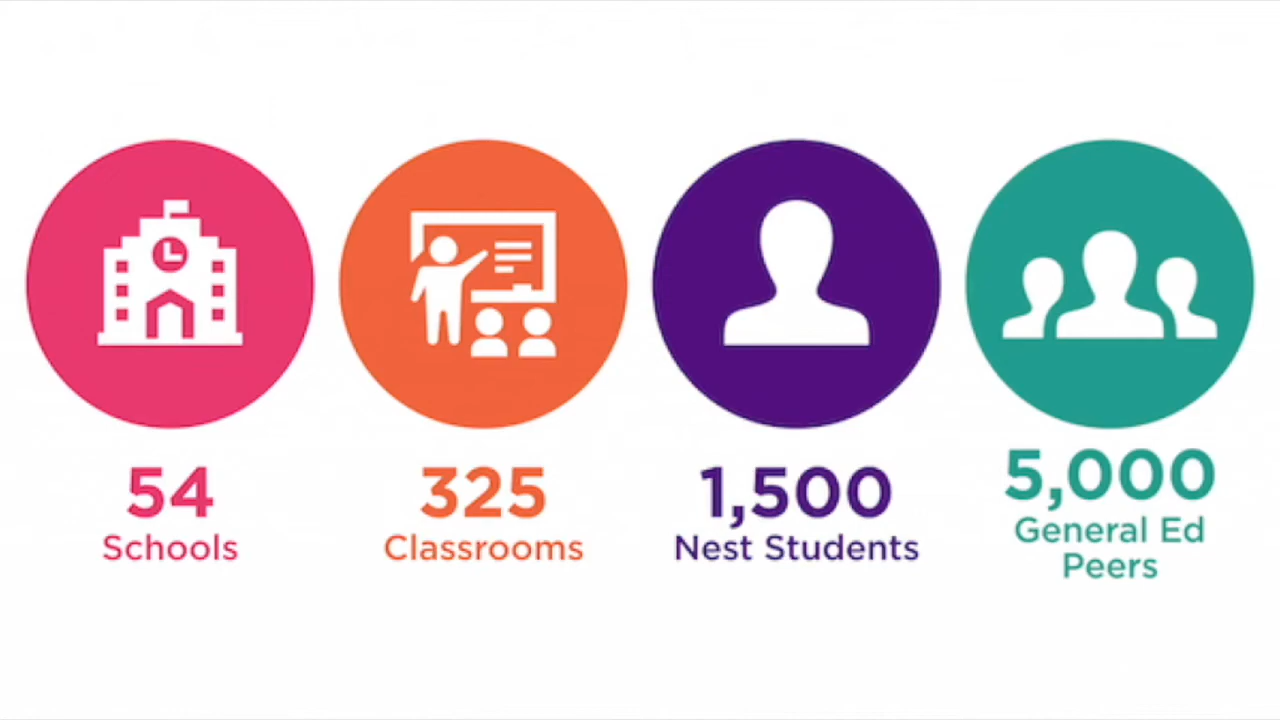 54
Schools
325
Classrooms
1,500
Nest Students
5,000
General Ed
Peers